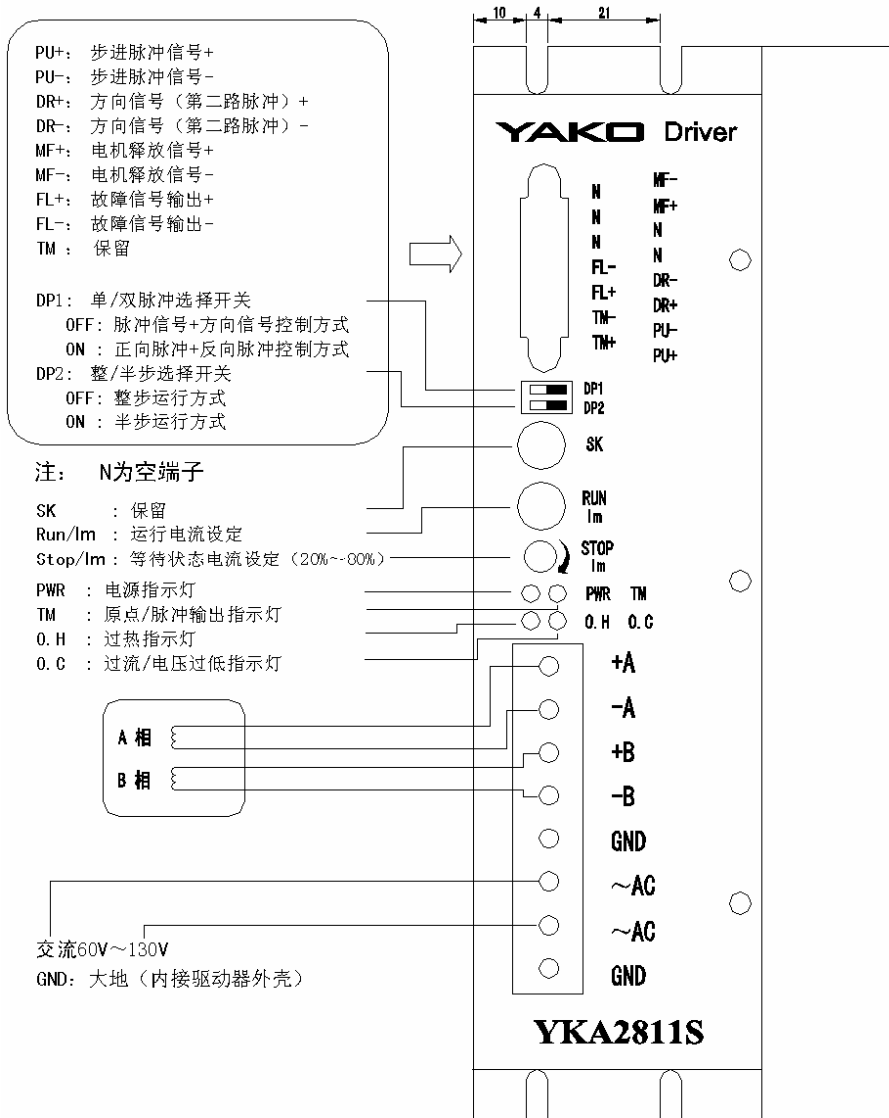 10 4 21
PU+: 步进脉冲信号+
PU-: 步进脉冲信号-
DR+: 方向信号（第二路脉冲）+
DR-: 方向信号（第二路脉冲）-
MF+: 电机释放信号+
MF-: 电机释放信号-
FL+: 故障信号输出+
FL-: 故障信号输出-
TM : 保留
DP1: 单/双脉冲选择开关
OFF: 脉冲信号+方向信号控制方式
ON : 正向脉冲+反向脉冲控制方式
DP2: 整/半步选择开关
OFF: 整步运行方式
ON : 半步运行方式
注： N为空端子
SK : 保留
Run/Im : 运行电流设定
Stop/Im : 等待状态电流设定（20%~-80%）
PWR : 电源指示灯
TM : 原点/脉冲输出指示灯
O.H : 过热指示灯
O.C : 过流/电压过低指示灯
A 相
B 相
交流60V～130V
GND: 大地（内接驱动器外壳）
YAKO Driver
N
N
N
FL-
FL+
TM-
TM+
MF-
MF+
N
N
DR-
DR+
PU-
PU+
DP1
DP2
SK
RUN
Im
STOP
Im
PWR TM
O.H O.C
+A
-A
+B
-B
GND
～AC
～AC
GND
YKA2811S